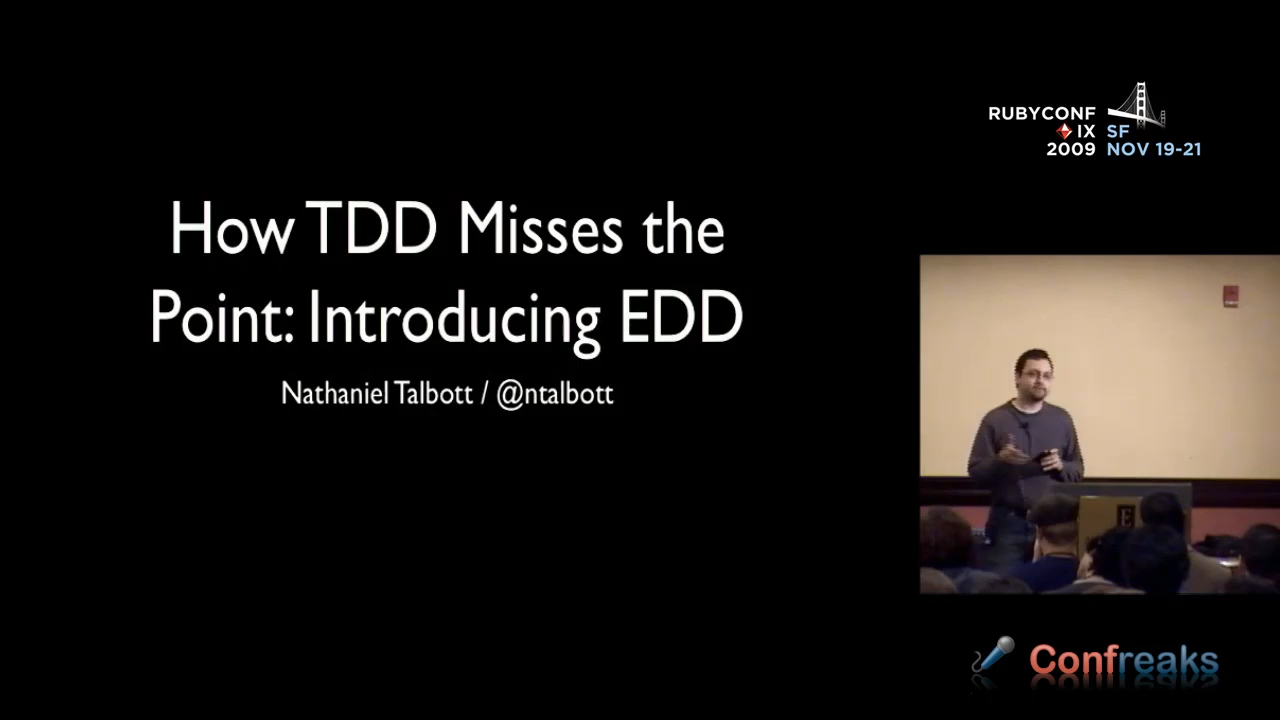 How TDD Misses the
Point: Introducing EDD
Nathaniel Talbott / @ntalbott
RUBYCONF
IX SF
2009 NOV 19-21
E
Confreaks